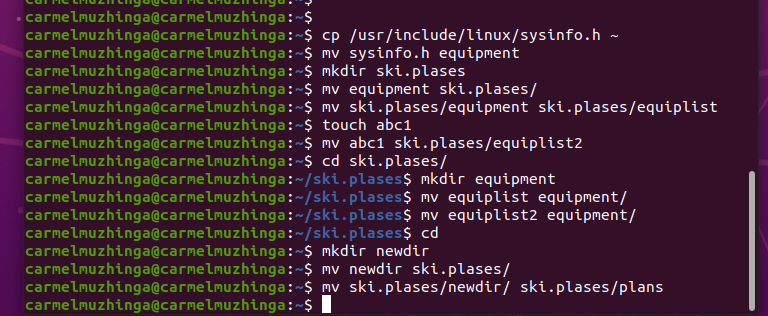 carmelmuzhinga@carmelmuzhinga:~$
carmelmuzhinga@carmelmuzhinga:~$ cp /usr/include/linux/sysinfo.h ~
carmelmuzhinga@carmelmuzhinga:~$ mv sysinfo.h equipment
carmelmuzhinga@carmelmuzhinga:~$ mkdir ski.plases
carmelmuzhinga@carmelmuzhinga:~$ mv equipment ski.plases/
carmelmuzhinga@carmelmuzhinga:~$ mv ski.plases/equipment ski.plases/equiplist
carmelmuzhinga@carmelmuzhinga:~$ touch abc1
carmelmuzhinga@carmelmuzhinga:~$ mv abc1 ski.plases/equiplist2
carmelmuzhinga@carmelmuzhinga:~$ cd ski.plases/
carmelmuzhinga@carmelmuzhinga:~/ski.plases$ mkdir equipment
carmelmuzhinga@carmelmuzhinga:~/ski.plases$ mv equiplist equipment/
carmelmuzhinga@carmelmuzhinga:~/ski.plases$ mv equiplist2 equipment/
carmelmuzhinga@carmelmuzhinga:~/ski.plases$ cd
carmelmuzhinga@carmelmuzhinga:~$ mkdir newdir
carmelmuzhinga@carmelmuzhinga:~$ mv newdir ski.plases/
carmelmuzhinga@carmelmuzhinga:~$ mv ski.plases/newdir/ ski.plases/plans
carmelmuzhinga@carmelmuzhinga:~$